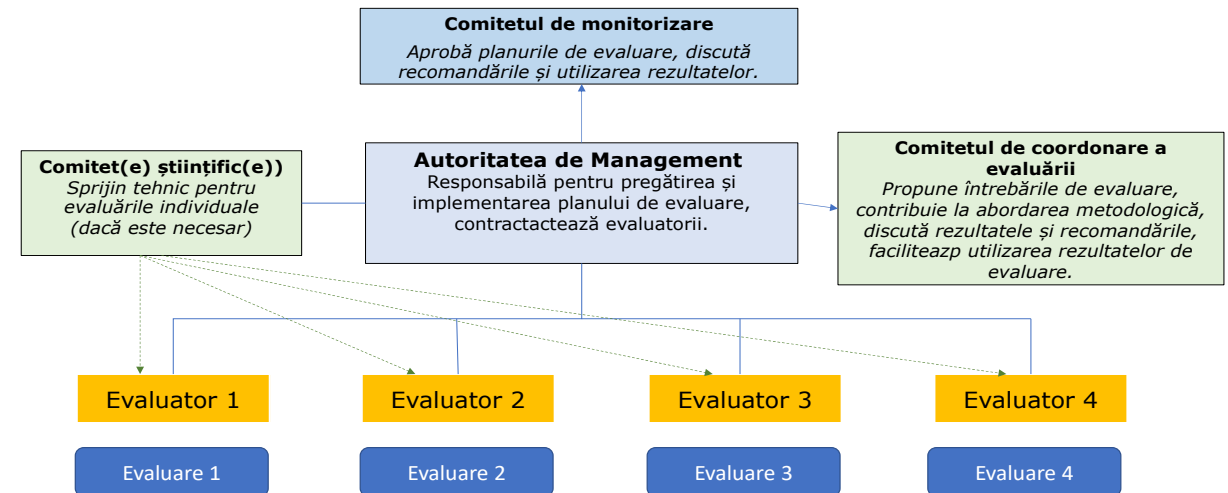 Comitetul de monitorizare
Aprobă planurile de evaluare, discută
recomandările și utilizarea rezultatelor.
Comitet(e) științific(e))
Sprijin tehnic pentru
evaluările individuale
(dacă este necesar)
Autoritatea de Management
Responsabilă pentru pregătirea și
implementarea planului de evaluare,
contractactează evaluatorii.
Comitetul de coordonare a
evaluării
Propune întrebările de evaluare,
contribuie la abordarea metodologică,
discută rezultatele și recomandările,
faciliteazp utilizarea rezultatelor de
evaluare.
Evaluator 1
Evaluator 2
Evaluator 3
Evaluator 4
Evaluare 1
Evaluare 2
Evaluare 3
Evaluare 4